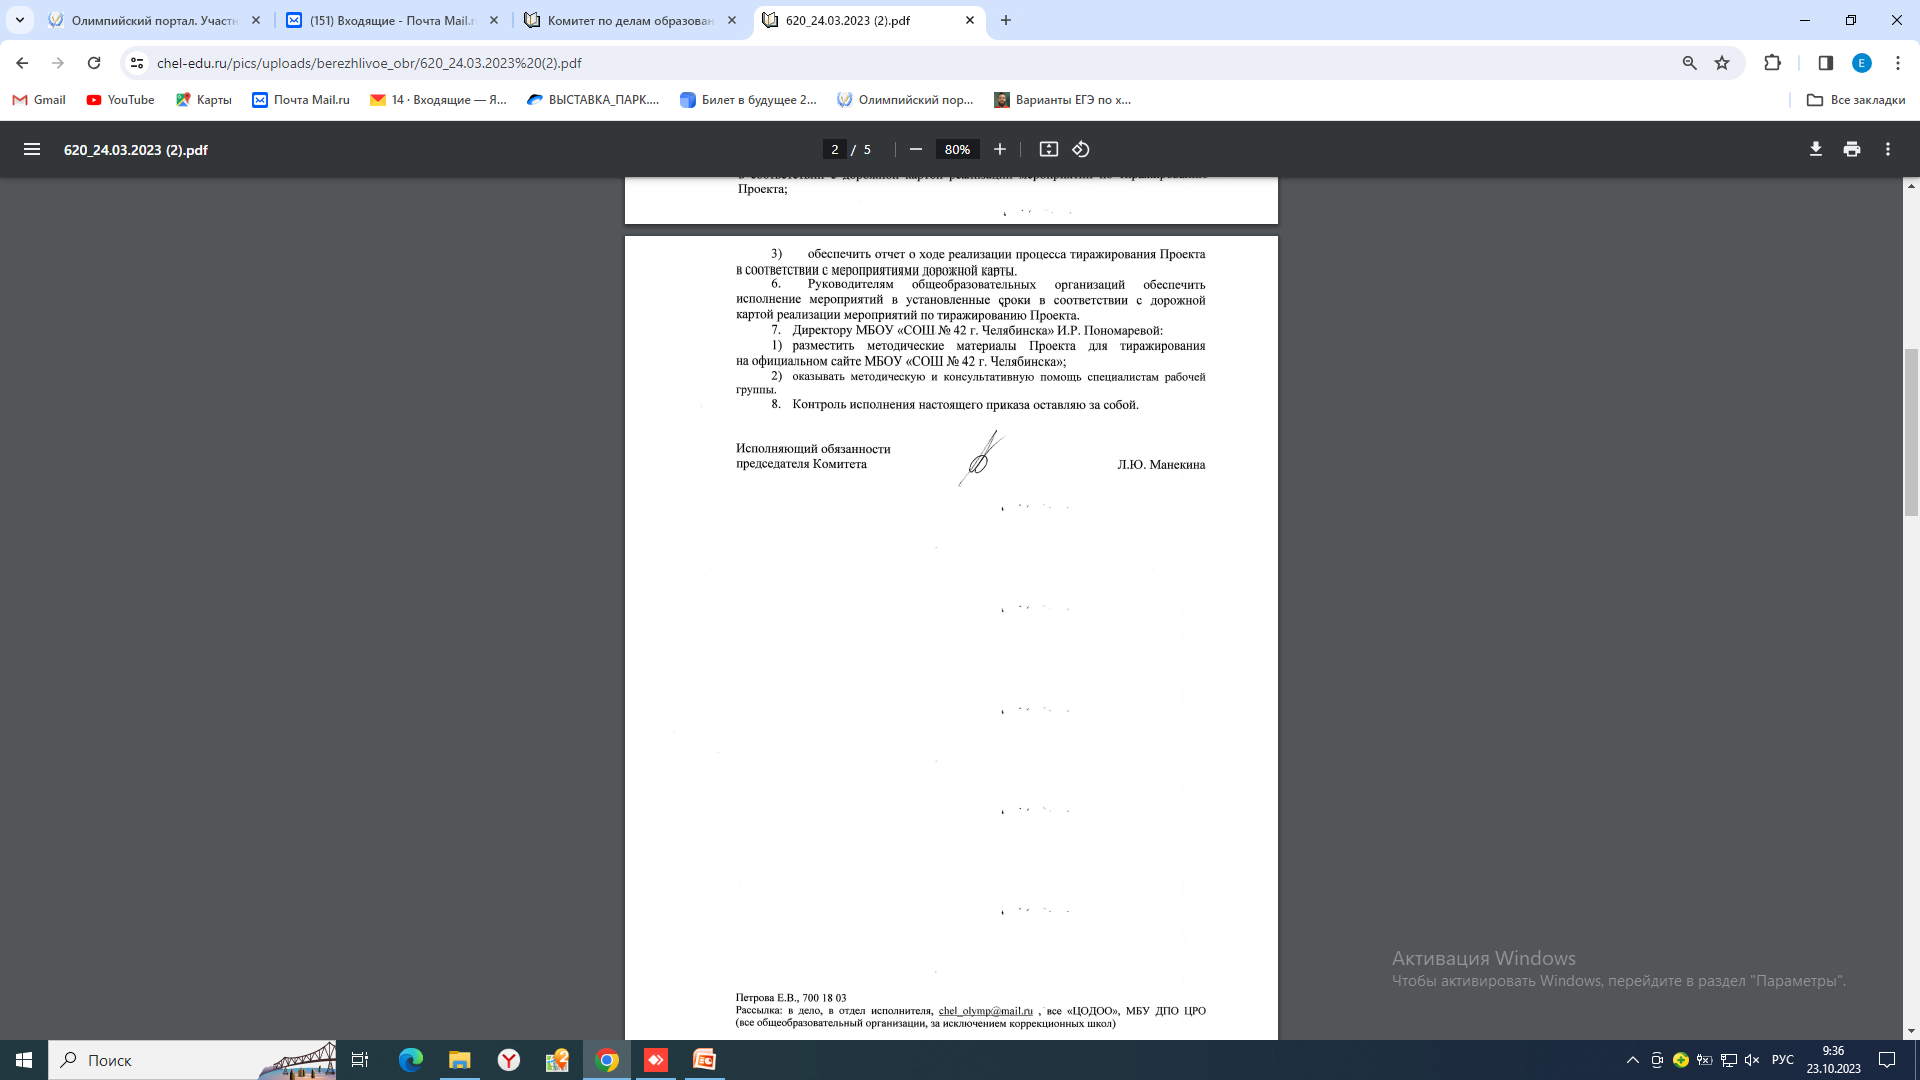 Олимпийский портал. Участн
(151) Входящие - Почта Mail.r
Комитет по делам образован
620_24.03.2023 (2).pdf
chel-edu.ru/pics/uploads/berezhlivoe_obr/620_24.03.2023%20(2).pdf
E
Gmail
YouTube
Карты
Почта Mail.ru
14 · Входящие — Я...
ВЫСТАВКА_ПАРК....
Билет в будущее 2...
Олимпийский пор...
Варианты ЕГЭ по х...
Все закладки
620_24.03.2023 (2).pdf
2 / 5
80%
в соответствии с дорожной картой реализации мероприятий по тиражированию
Проекта;
3) обеспечить отчет о ходе реализации процесса тиражирования Проекта
в соответствии с мероприятиями дорожной карты.
6. Руководителям общеобразовательных организаций обеспечить
исполнение мероприятий в установленные сроки в соответствии с дорожной
картой реализации мероприятий по тиражированию Проекта.
7. Директору МБОУ «СОШ № 42 г. Челябинска» И.Р. Пономаревой:
1) разместить методические материалы Проекта для тиражирования
на официальном сайте МБОУ «СОШ № 42 г. Челябинска»;
2) оказывать методическую и консультативную помощь специалистам рабочей
группы.
8. Контроль исполнения настоящего приказа оставляю за собой.
Исполняющий обязанности
председателя Комитета
Л.Ю. Манекина
Петрова Е.В., 700 18 03
Рассылка: в дело, в отдел исполнителя, chel_olymp@mail.ru , все «ЦОДОО», МБУ ДПО ЦРО
(все общеобразовательный организации, за исключением коррекционных школ)
Активация Windows
Чтобы активировать Windows, перейдите в раздел "Параметры".
Поиск
РУС
9:36
23.10.2023